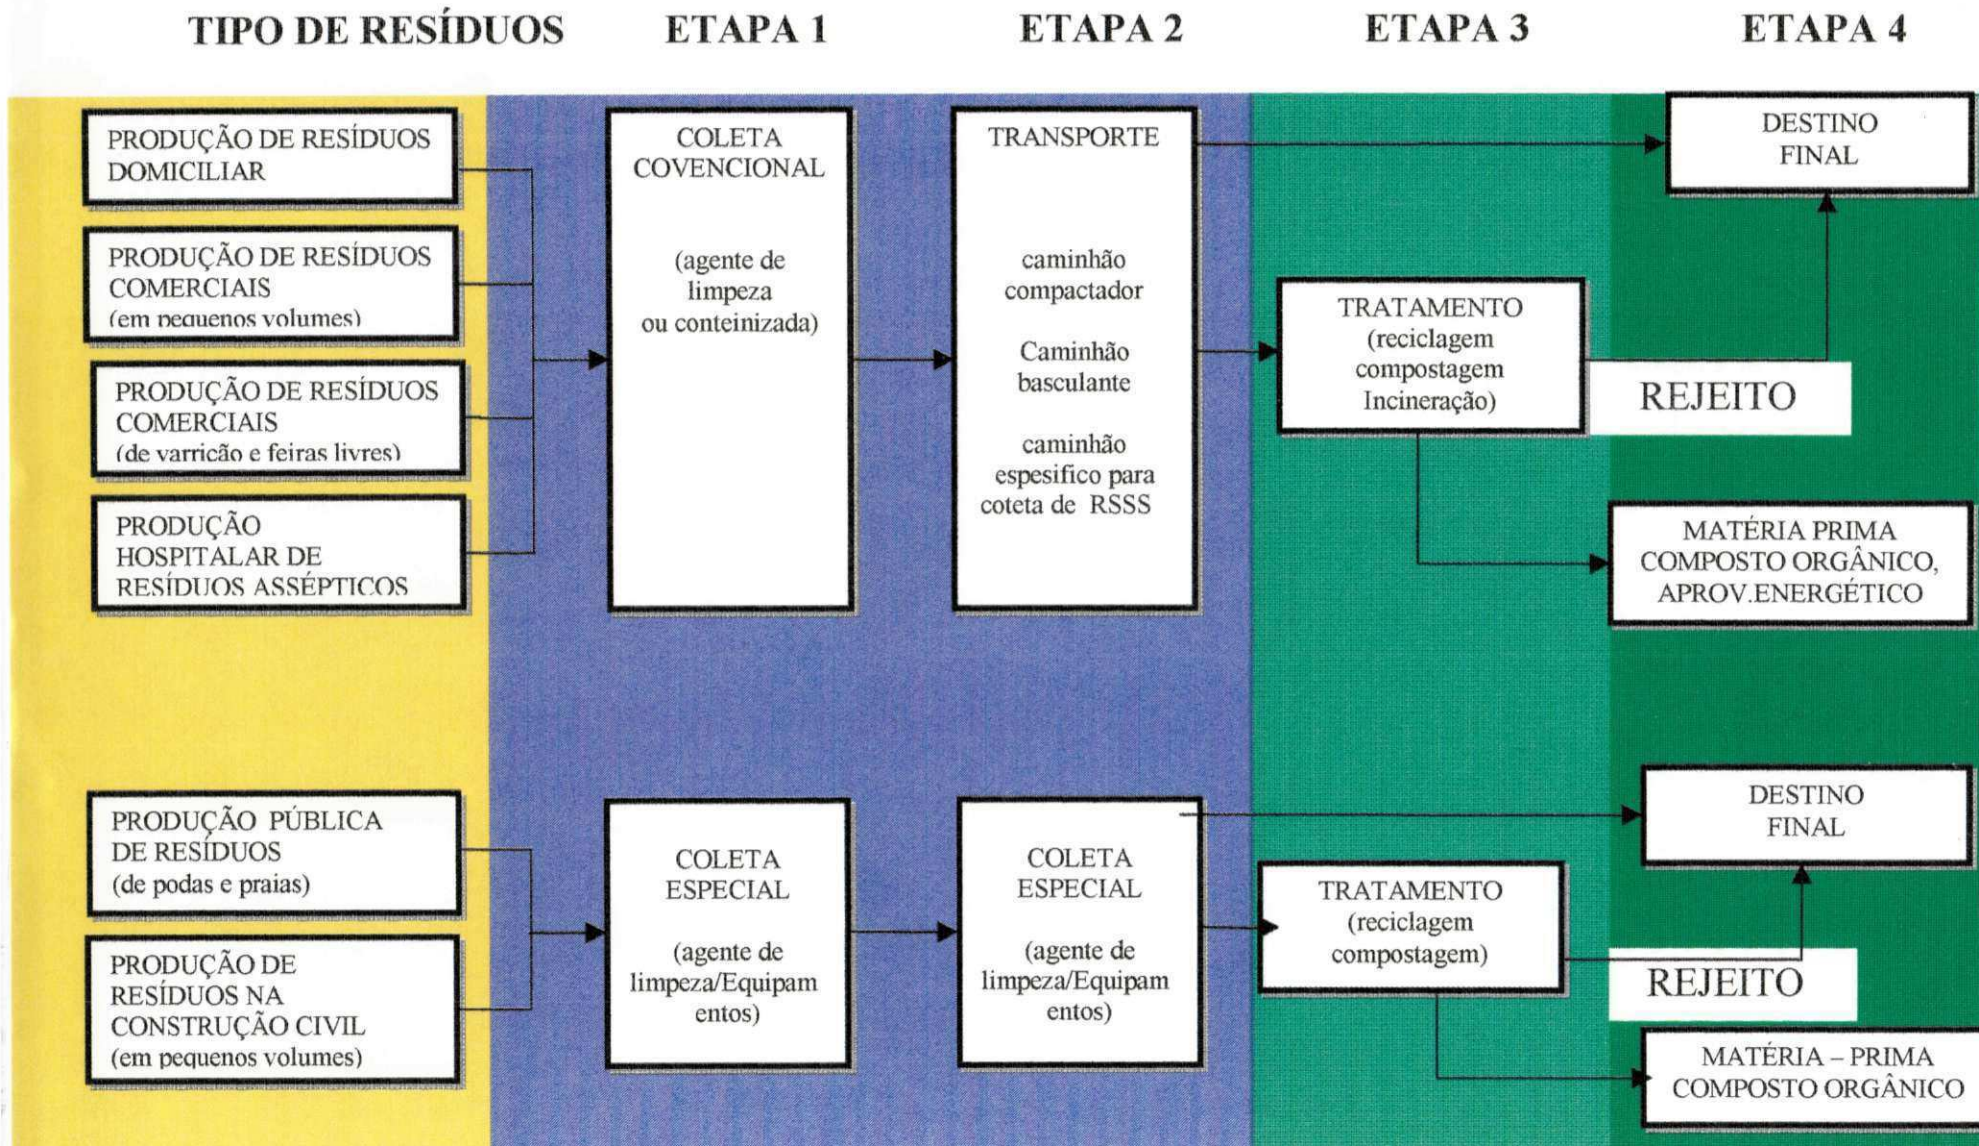 TIPO DE RESÍDUOS
ETAPA 1
ETAPA 2
ETAPA 3
ETAPA 4
PRODUÇÃO DE RESÍDUOS
DOMICILIAR
PRODUÇÃO DE RESÍDUOS
COMERCIAIS
(em pequenos volumes)
PRODUÇÃO DE RESÍDUOS
COMERCIAIS
(de varrição e feiras livres)
PRODUÇÃO
HOSPITALAR DE
RESÍDUOS ASSÉPTICOS
COLETA
COVENCIONAL
(agente de
limpeza
ou conteinizada)
TRANSPORTE
caminhão
compactador
Caminhão
basculante
caminhão
espesifico para
coteta de RSSS
TRATAMENTO
(reciclagem
compostagem
Incineração)
DESTINO
FINAL
REJEITO
MATÉRIA PRIMA
COMPOSTO ORGÂNICO,
APROV.ENERGÉTICO
PRODUÇÃO PÚBLICA
DE RESÍDUOS
(de podas e praias)
PRODUÇÃO DE
RESÍDUOS NA
CONSTRUÇÃO CIVIL
(em pequenos volumes)
COLETA
ESPECIAL
(agente de
limpeza/Equipam
entos)
COLETA
ESPECIAL
(agente de
limpeza/Equipam
entos)
TRATAMENTO
(reciclagem
compostagem)
DESTINO
FINAL
REJEITO
MATÉRIA – PRIMA
COMPOSTO ORGÂNICO